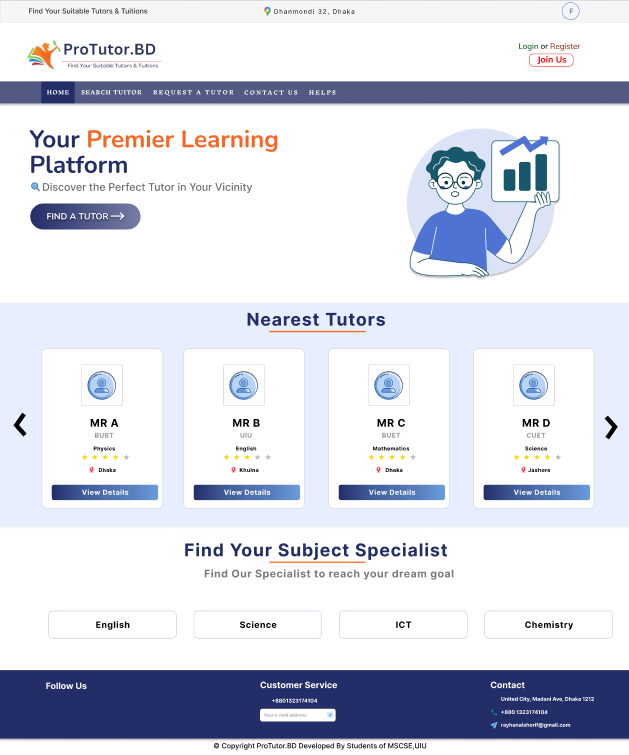 Find Your Suitable Tutors & Tuitions
Dhanmondi 32, Dhaka
F
ProTutor.BD
Find Your Suitable Tutors & Tuitions
Login or Register
Join Us
HOME SEARCH TUITOR REQUEST A TUTOR CONTACT US HELPS
Your Premier Learning
Platform
Discover the Perfect Tutor in Your Vicinity
FIND A TUTOR
Nearest Tutors
MR A
BUBT
Physics
Dhaka
View Details
MR B
UIU
English
Khulna
View Details
MR C
BUET
Mathematics
Dhaka
View Details
MR D
CUET
Science
Jashore
View Details
Find Your Subject Specialist
Find Our Specialist to reach your dream goal
English
Science
ICT
Chemistry
Follow Us
Customer Service
+8801323174104
Your e-mail address
Contact
United City, Madani Ave, Dhaka 1212
+880 1323174104
rayhanalshorif@gmail.com
© Copyright ProTutor.BD Developed By Students of MSCSE,UIU